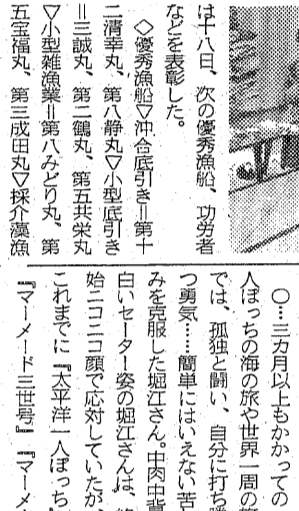 は十八日、次の優秀漁船、功労者
などを表彰した。
◇優秀漁船▽沖合底引き＝第十
二清幸丸、第八静丸▽小型底引き
＝三誠丸、第二鶴丸、第五共栄丸
▽小型雑漁業＝第八みどり丸、第
五宝福丸、第三成田丸▽採介藻漁
○…三カ月以上もかかっての
人ぼっちの海の旅や世界一周の
では、孤独と闘い、自分に打ち
つ勇気……簡単にはいえない苦
みを克服した堀江さん。中肉中背
白いセーター姿の堀江さんは、終
始ニコニコ顔で応対していたが、
これまでに『太平洋一人ぼっち』
『マーメード三世号』『マーメ